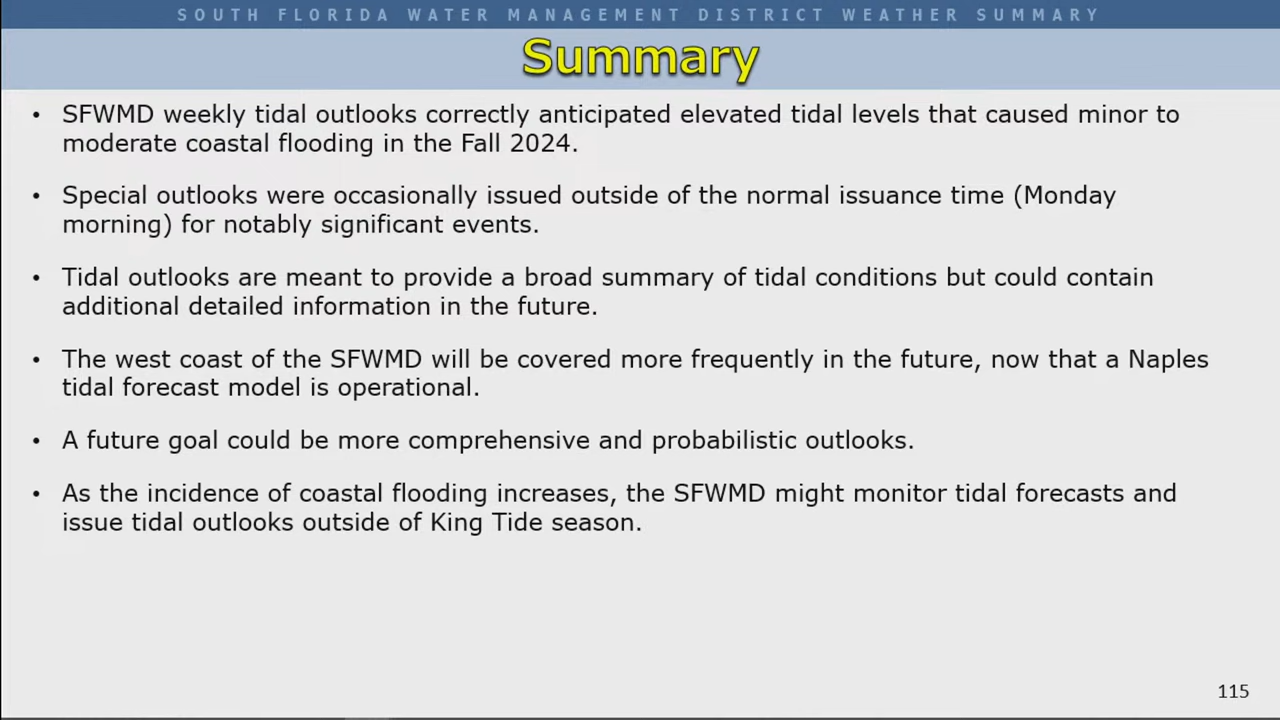 SOUTH FLORIDA WATER MANAGEMENT DISTRICT WEATHER SUMMARY
Summary
• SFWMD weekly tidal outlooks correctly anticipated elevated tidal levels that caused minor to
moderate coastal flooding in the Fall 2024.
• Special outlooks were occasionally issued outside of the normal issuance time (Monday
morning) for notably significant events.
• Tidal outlooks are meant to provide a broad summary of tidal conditions but could contain
additional detailed information in the future.
• The west coast of the SFWMD will be covered more frequently in the future, now that a Naples
tidal forecast model is operational.
• A future goal could be more comprehensive and probabilistic outlooks.
• As the incidence of coastal flooding increases, the SFWMD might monitor tidal forecasts and
issue tidal outlooks outside of King Tide season.
115